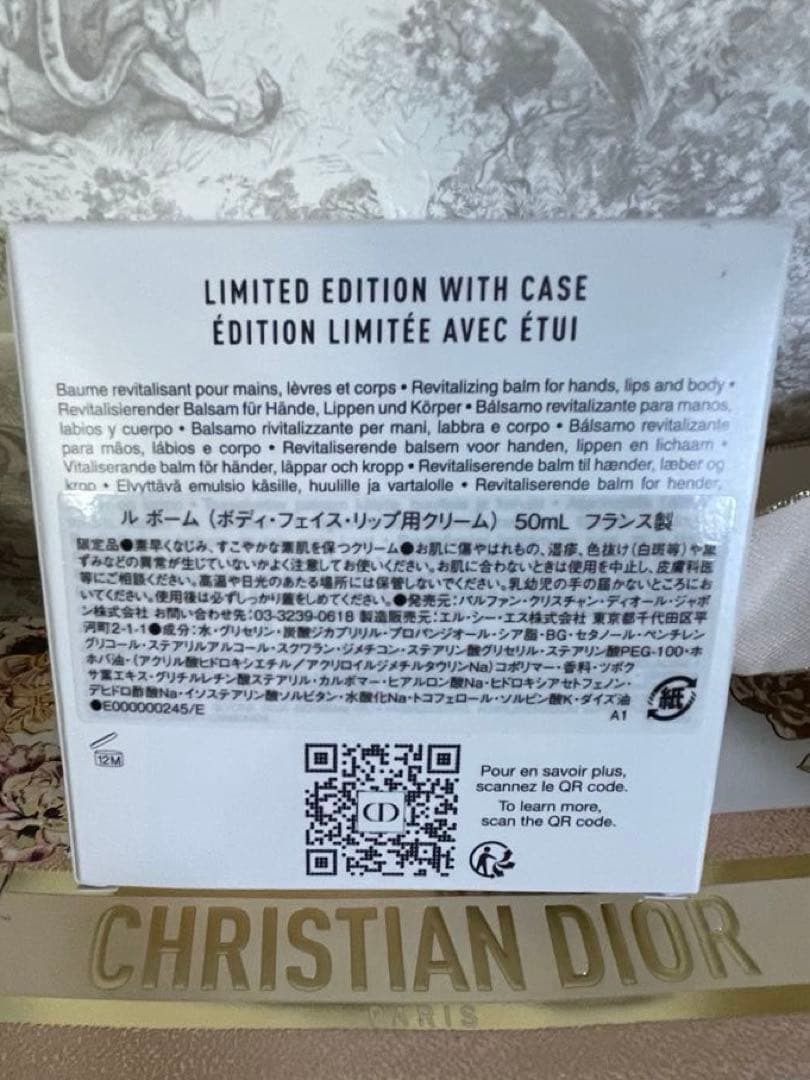 LIMITED EDITION WITH CASE
ÉDITION LIMITÉE AVEC ÉTUI
Baume revitalisant pour mains, lèvres et corps • Revitalizing balm for hands, lips and body •
Revitalisierender Balsam für Hände, Lippen und Körper • Bálsamo revitalizante para manos,
labios y cuerpo • Balsamo rivitalizzante per mani, labbra e corpo • Bálsamo revitalizante
para mãos, lábios e corpo • Revitaliserende balsem voor handen, lippen en lichaam •
Vitaliserande balm för händer, läppar och kropp • Revitaliserende balm til hænder, læber og
krop • Elvyttävä emulsio käsille, huulille ja vartalolle • Revitaliserende balm for hender,
ル ボーム（ボディ・フェイス・リップ用クリーム） 50mL フランス製
限定品●素早くなじみ、すこやかな素肌を保つクリーム●お肌に傷やはれもの、湿疹、色抜け(白斑等)や黒
ずみなどの異常が生じていないかよく注意してお使いください。お肌に合わないときは使用を中止し、皮膚科医
等にご相談ください。高温や日光のあたる場所には保管しないでください。乳幼児の手の届かないところにお
いてください。使用後は必ずしっかり蓋をしめてください。●発売元：パルファン・クリスチャン・ディオール・ジャポ
ン株式会社 お問い合わせ先：03-3239-0618 製造販売元：エル・シー・エス株式会社 東京都千代田区平
河町2-1-1●成分：水・グリセリン・炭酸ジカプリリル・プロパンジオール・シア脂・BG・セタノール・ペンチレン
グリコール・ステアリルアルコール・スクワラン・ジメチコン・ステアリン酸グリセリル・ステアリン酸PEG-100・ホ
ホバ油・(アクリル酸ヒドロキシエチル／アクリロイルジメチルタウリンNa)コポリマー・香料・ツボク
サ葉エキス・グリチルレチン酸ステアリル・カルボマー・ヒアルロン酸Na・ヒドロキシアセトフェノン・
デヒドロ酢酸Na・イソステアリン酸ソルビタン・水酸化Na・トコフェロール・ソルビン酸K・ダイズ油
●E000000245/E
A1
紙
12M
CD
Pour en savoir plus,
scannez le QR code.
To learn more,
scan the QR code.
CHRISTIAN DIOR
PARIS